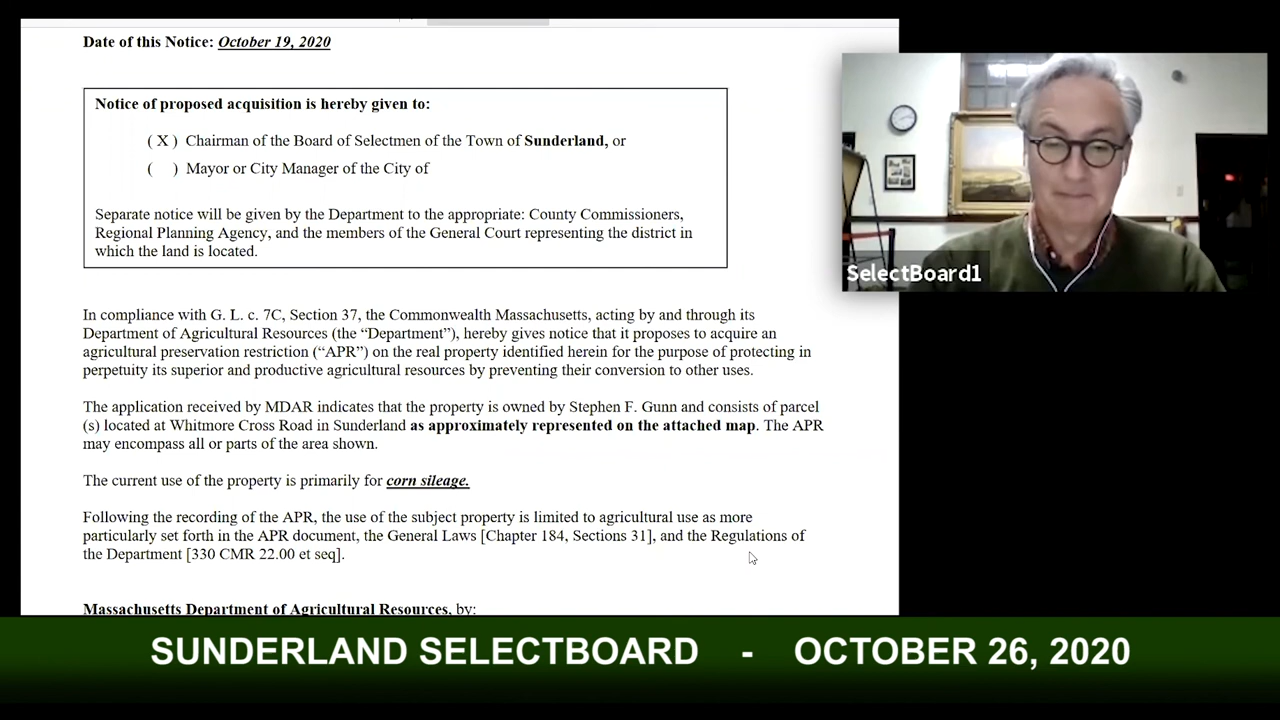 Date of this Notice: October 19, 2020
Notice of proposed acquisition is hereby given to:
( X ) Chairman of the Board of Selectmen of the Town of Sunderland, or
( ) Mayor or City Manager of the City of
Separate notice will be given by the Department to the appropriate: County Commissioners,
Regional Planning Agency, and the members of the General Court representing the district in
which the land is located.
In compliance with G. L. c. 7C, Section 37, the Commonwealth Massachusetts, acting by and through its
Department of Agricultural Resources (the “Department”), hereby gives notice that it proposes to acquire an
agricultural preservation restriction (“APR”) on the real property identified herein for the purpose of protecting in
perpetuity its superior and productive agricultural resources by preventing their conversion to other uses.
The application received by MDAR indicates that the property is owned by Stephen F. Gunn and consists of parcel
(s) located at Whitmore Cross Road in Sunderland as approximately represented on the attached map. The APR
may encompass all or parts of the area shown.
The current use of the property is primarily for corn sileage.
Following the recording of the APR, the use of the subject property is limited to agricultural use as more
particularly set forth in the APR document, the General Laws [Chapter 184, Sections 31], and the Regulations of
the Department [330 CMR 22.00 et seq].
Massachusetts Department of Agricultural Resources, by:
SelectBoard1
SUNDERLAND SELECTBOARD - OCTOBER 26, 2020